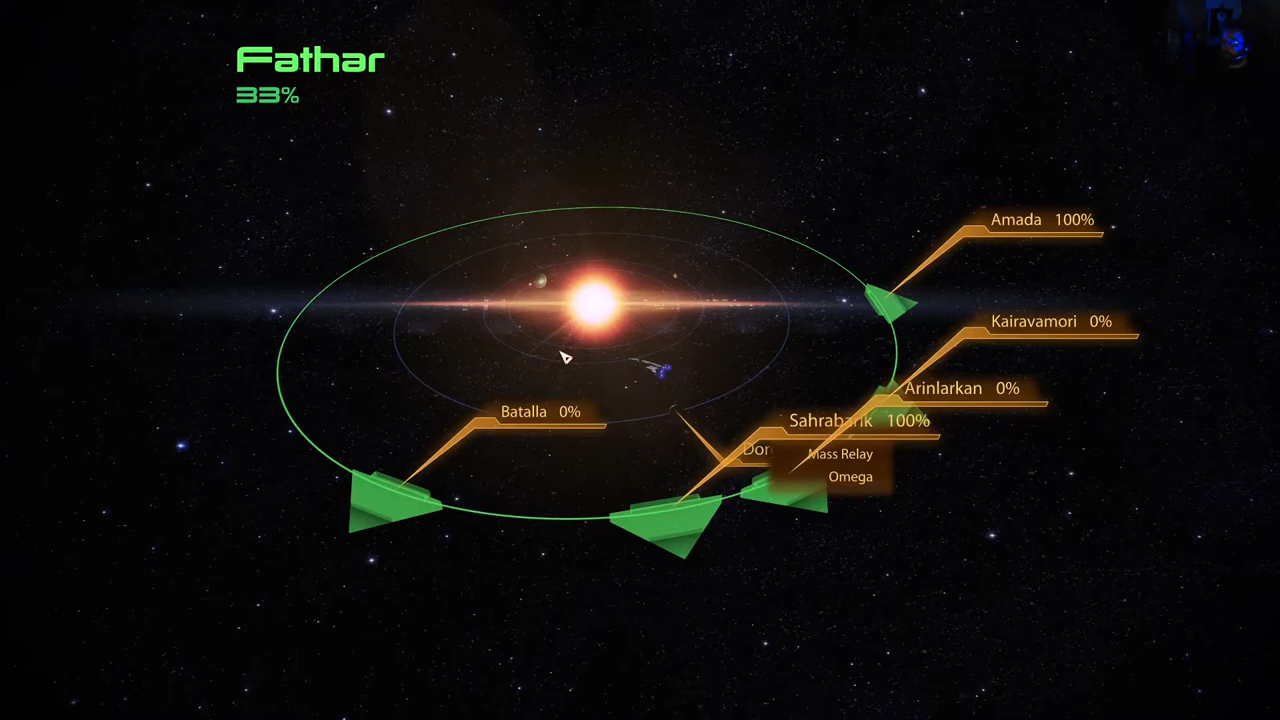 Fathar
33%
Amada 100%
Kairavamori 0%
Arinlarkan 0%
Batalla 0%
Sahrabarik 100%
Mass Relay
Omega